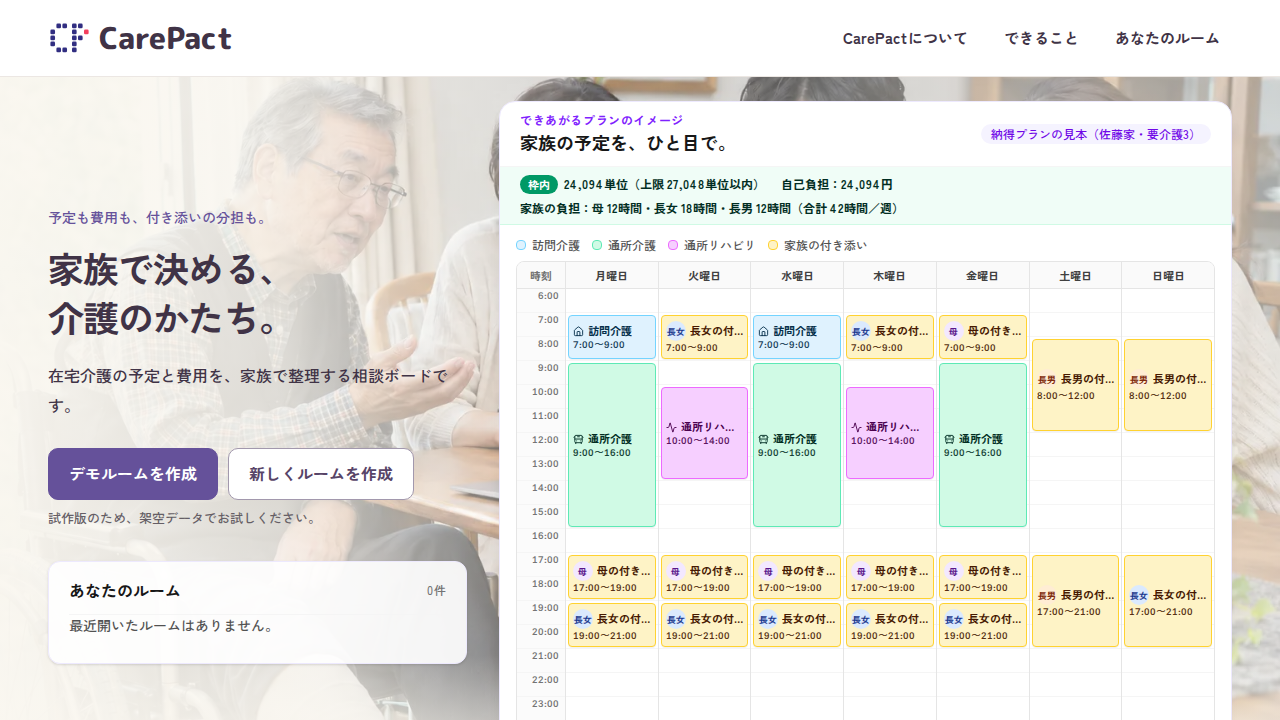 CarePact
CarePactについて
できること
あなたのルーム
予定も費用も、付き添いの分担も。
家族で決める、
介護のかたち。
在宅介護の予定と費用を、家族で整理する相談ボードで
す。
デモルームを作成
新しくルームを作成
試作版のため、架空データでお試しください。
あなたのルーム
0件
最近開いたルームはありません。
できあがるプランのイメージ
家族の予定を、ひと目で。
納得プランの見本（佐藤家・要介護3）
枠内 24,094単位（上限27,048単位以内） 自己負担：24,094円
家族の負担：母12時間・長女18時間・長男12時間（合計42時間／週）
訪問介護 通所介護 通所リハビリ 家族の付き添い
時刻 月曜日 火曜日 水曜日 木曜日 金曜日 土曜日 日曜日
6:00
7:00
訪問介護 長女 長女の付… 訪問介護 長女 長女の付… 母 母の付き…
7:00〜9:00 7:00〜9:00 7:00〜9:00 7:00〜9:00 7:00〜9:00
8:00
9:00
長男 長男の付… 長男 長男の付…
10:00
8:00〜12:00 8:00〜12:00
11:00
通所リハ… 通所リハ…
12:00
通所介護 10:00〜14:00 通所介護 10:00〜14:00 通所介護
9:00〜16:00 9:00〜16:00 9:00〜16:00
13:00
14:00
15:00
16:00
17:00
母 母の付き… 母 母の付き… 母 母の付き… 母 母の付き… 母 母の付き…
18:00
17:00〜19:00 17:00〜19:00 17:00〜19:00 17:00〜19:00 17:00〜19:00
長男 長男の付… 長女 長女の付…
19:00
17:00〜21:00 17:00〜21:00
長女 長女の付… 長女 長女の付… 長女 長女の付… 長女 長女の付… 長女 長女の付…
20:00
19:00〜21:00 19:00〜21:00 19:00〜21:00 19:00〜21:00 19:00〜21:00
21:00
22:00
23:00